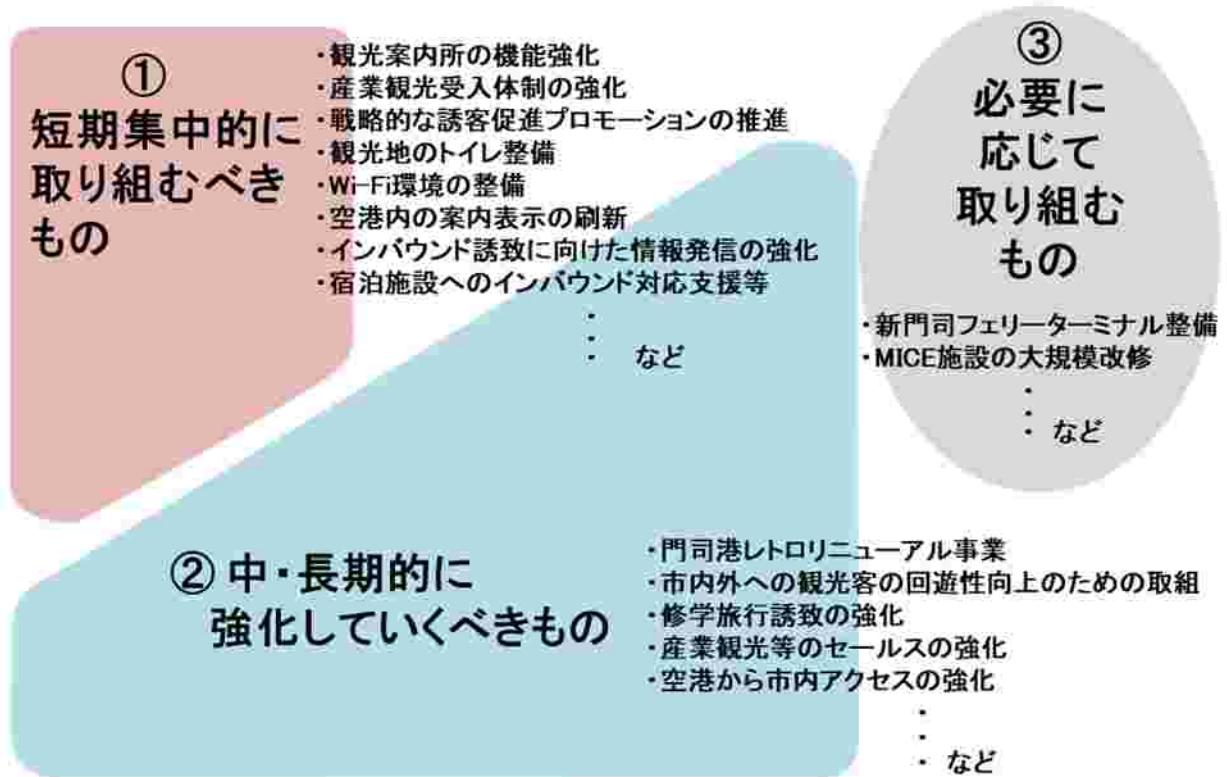 ①
短期集中的に
取り組むべき
もの
・観光案内所の機能強化
・産業観光受入体制の強化
・戦略的な誘客促進プロモーションの推進
・観光地のトイレ整備
・Wi-Fi環境の整備
・空港内の案内表示の刷新
・インバウンド誘致に向けた情報発信の強化
・宿泊施設へのインバウンド対応支援等
・
・
・ など
③
必要に
応じて
取り組む
もの
・新門司フェリーターミナル整備
・MICE施設の大規模改修
・
・
・ など
② 中・長期的に
強化していくべきもの
・門司港レトロリニューアル事業
・市内外への観光客の回遊性向上のための取組
・修学旅行誘致の強化
・産業観光等のセールスの強化
・空港から市内アクセスの強化
・
・
・ など